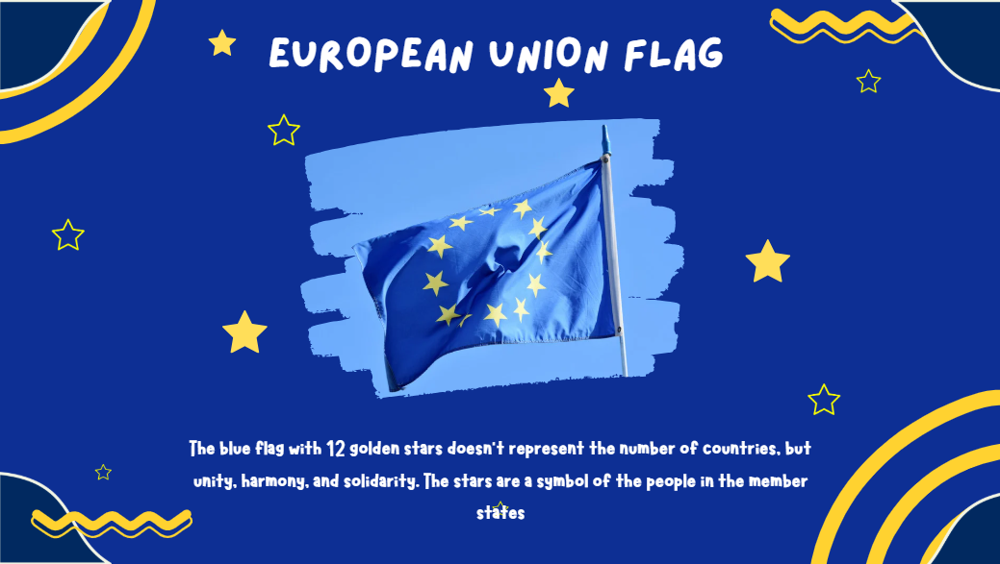 EUROPEAN UNION FLAG
The blue flag with 12 golden stars doesn't represent the number of countries, but
unity, harmony, and solidarity. The stars are a symbol of the people in the member
states